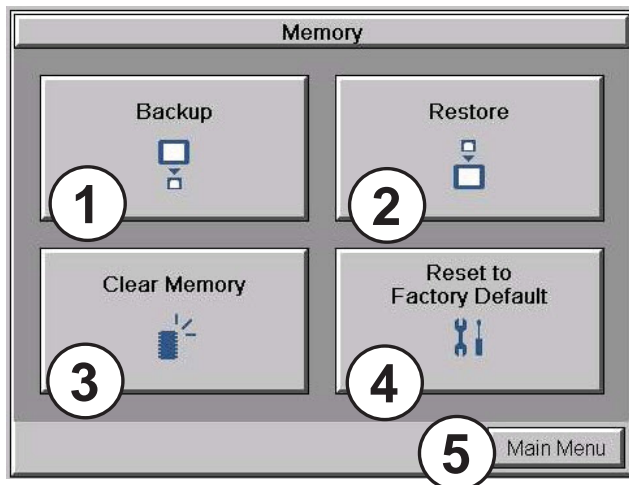 Memory
Backup
1
Restore
2
Clear Memory
3
Reset to
Factory Default
4
5
Main Menu